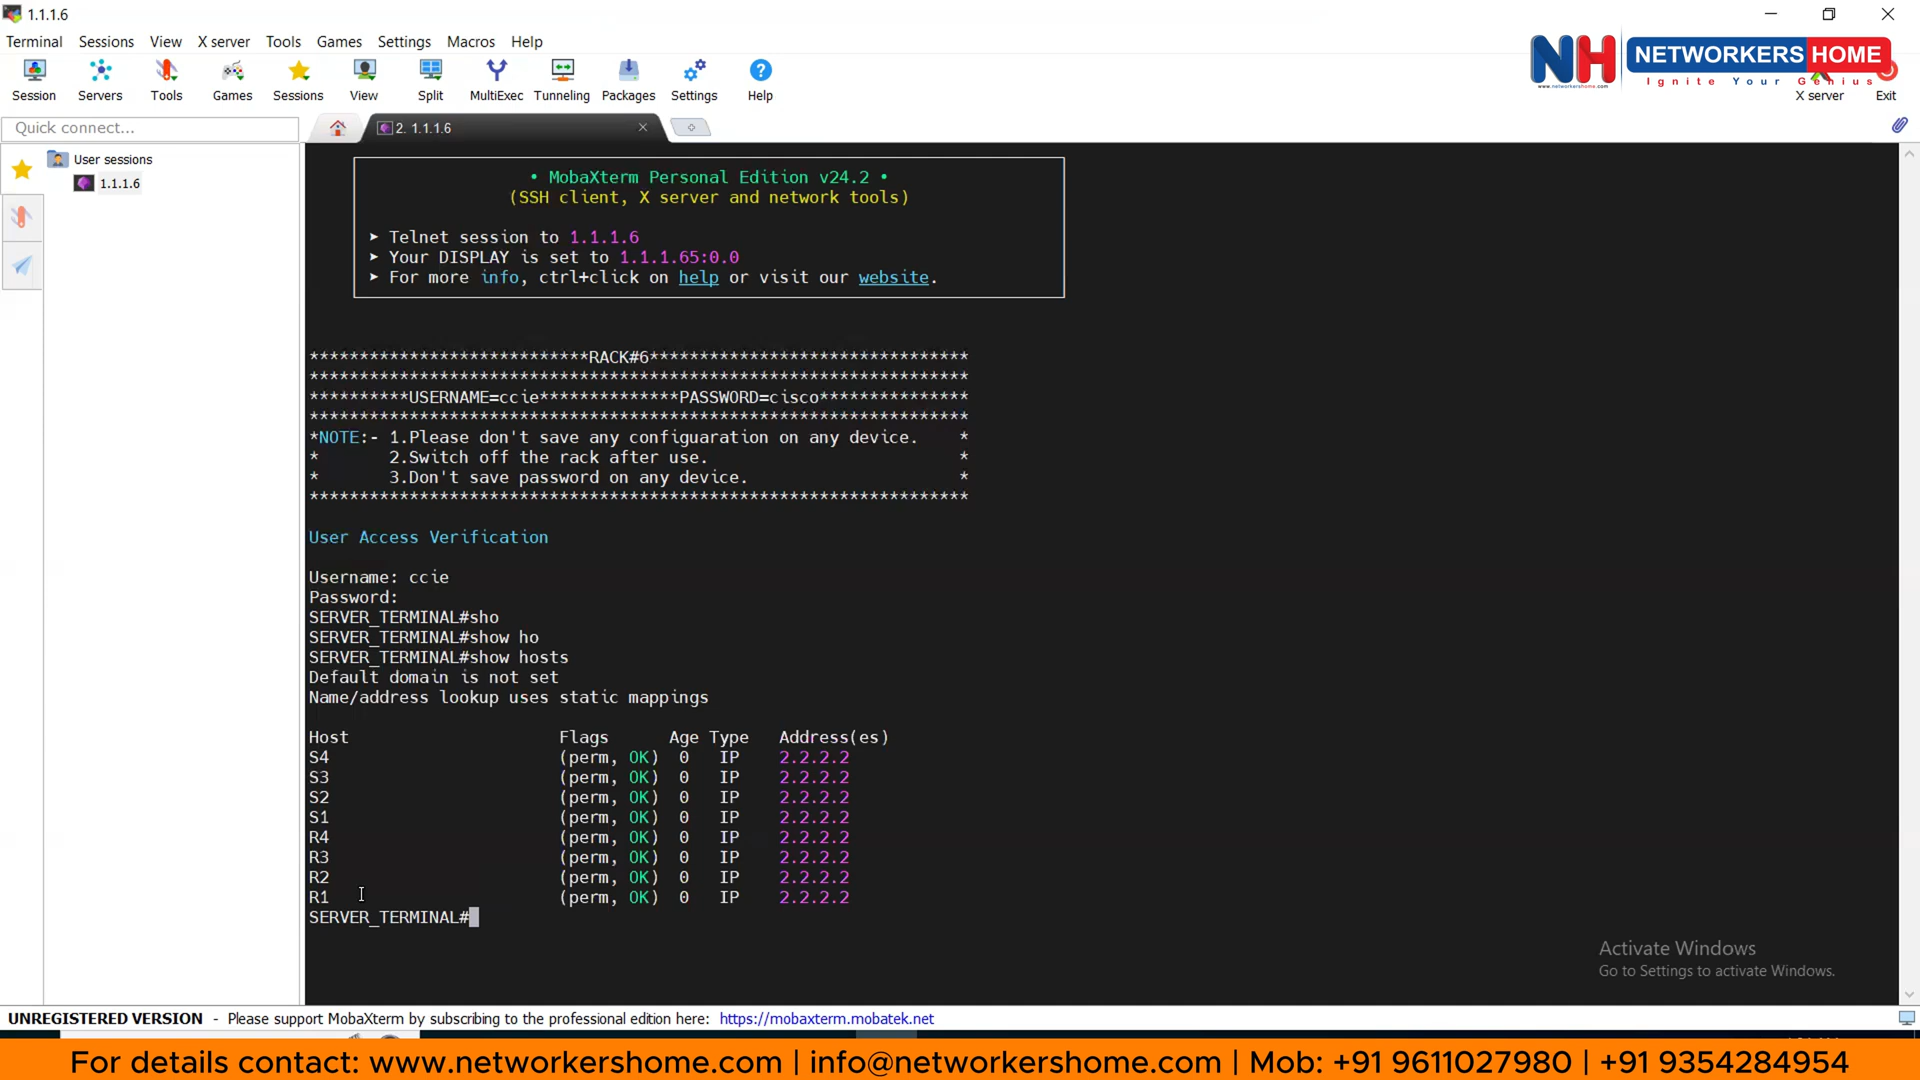 1.1.1.6
Terminal Sessions View X server Tools Games Settings Macros Help
Session Servers Tools Games Sessions View Split MultiExec Tunneling Packages Settings Help
NH NETWORKERS HOME
www.networkershome.com Ignite Your Genius
X server Exit
Quick connect...
2. 1.1.1.6
User sessions
1.1.1.6
• MobaXterm Personal Edition v24.2 •
(SSH client, X server and network tools)
➤ Telnet session to 1.1.1.6
➤ Your DISPLAY is set to 1.1.1.65:0.0
➤ For more info, ctrl+click on help or visit our website.
****************************RACK#6********************************
******************************************************************
**********USERNAME=ccie**************PASSWORD=cisco***************
******************************************************************
*NOTE:- 1.Please don't save any configuaration on any device.    *
*       2.Switch off the rack after use.                         *
*       3.Don't save password on any device.                     *
******************************************************************
User Access Verification
Username: ccie
Password:
SERVER_TERMINAL#sho
SERVER_TERMINAL#show ho
SERVER_TERMINAL#show hosts
Default domain is not set
Name/address lookup uses static mappings
Host                     Flags      Age Type   Address(es)
S4                       (perm, OK)  0   IP    2.2.2.2
S3                       (perm, OK)  0   IP    2.2.2.2
S2                       (perm, OK)  0   IP    2.2.2.2
S1                       (perm, OK)  0   IP    2.2.2.2
R4                       (perm, OK)  0   IP    2.2.2.2
R3                       (perm, OK)  0   IP    2.2.2.2
R2                       (perm, OK)  0   IP    2.2.2.2
R1                       (perm, OK)  0   IP    2.2.2.2
SERVER_TERMINAL#
Activate Windows
Go to Settings to activate Windows.
UNREGISTERED VERSION - Please support MobaXterm by subscribing to the professional edition here: https://mobaxterm.mobatek.net
For details contact: www.networkershome.com | info@networkershome.com | Mob: +91 9611027980 | +91 9354284954